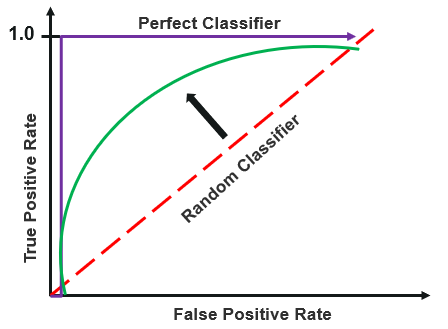 Perfect Classifier
1.0
True Positive Rate
Random Classifier
False Positive Rate